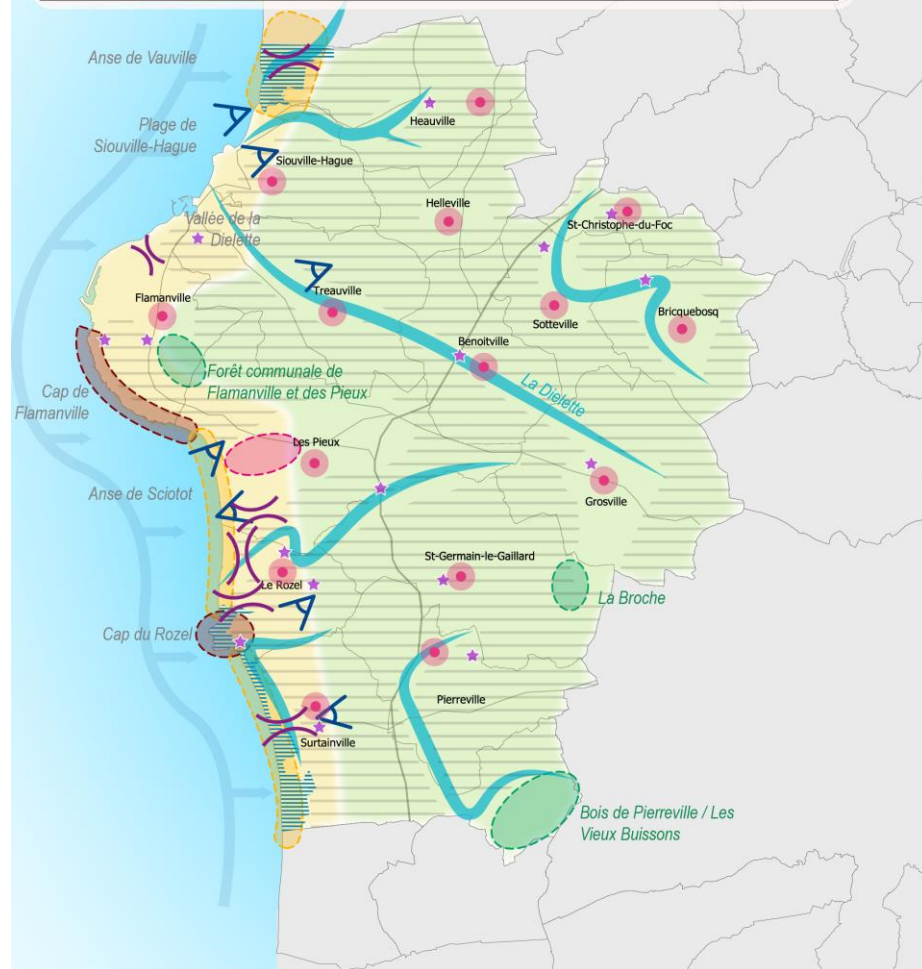 Anse de Vauville
Plage de
Siouville-Hague
Heauville
Siouville-Hague
Helleville
Vallée de la
Dielette
St-Christophe-du-Foc
Flamanville
Treauville
Sotteville
Bricquebosq
Benoitville
Forêt communale de
Flamanville et des Pieux
La Dielette
Cap de
Flamanville
Les Pieux
Anse de Sciotot
Grosville
St-Germain-le-Gaillard
Le Rozel
La Broche
Cap du Rozel
Pierreville
Surtainville
Bois de Pierreville / Les
Vieux Buissons